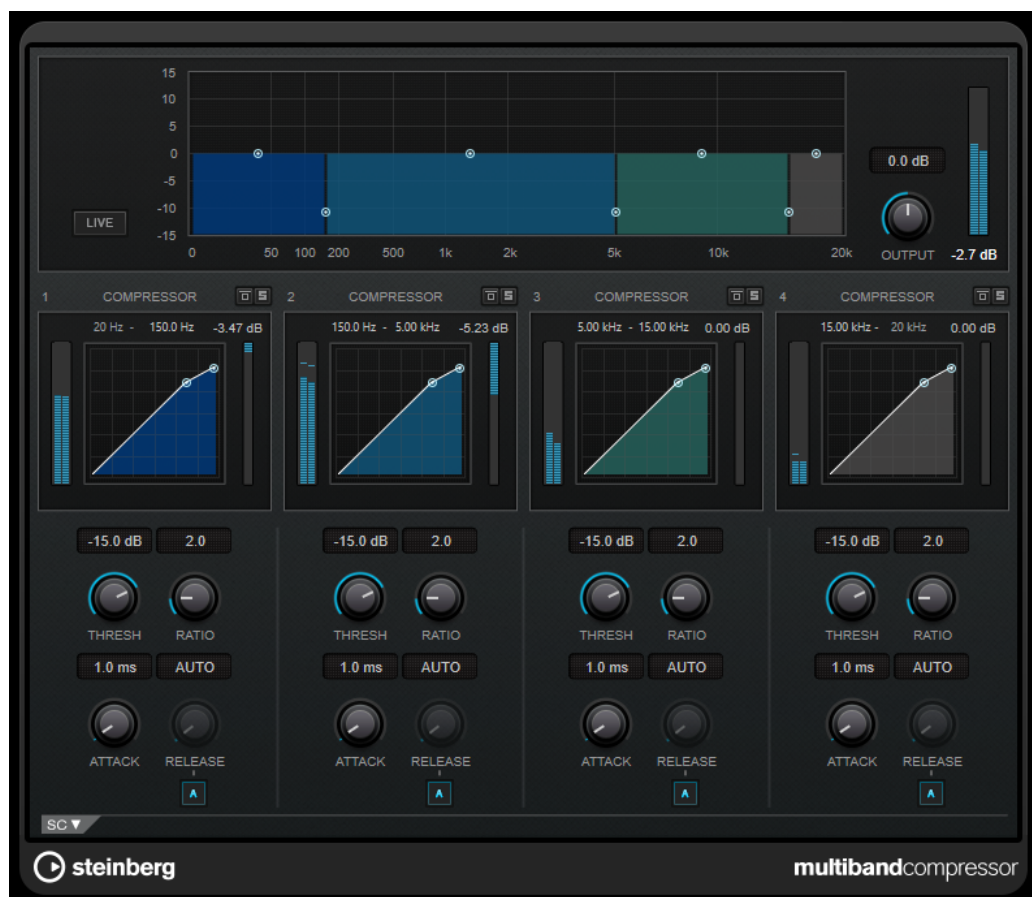 15
10
5
0
-5
-10
-15
LIVE
0 50 100 200 500 1k 2k 5k 10k 20k
0.0 dB
OUTPUT -2.7 dB
1 COMPRESSOR S 2 COMPRESSOR S 3 COMPRESSOR S 4 COMPRESSOR S
20 Hz - 150.0 Hz -3.47 dB 150.0 Hz - 5.00 kHz -5.23 dB 5.00 kHz - 15.00 kHz 0.00 dB 15.00 kHz - 20 kHz 0.00 dB
-15.0 dB 2.0 -15.0 dB 2.0 -15.0 dB 2.0 -15.0 dB 2.0
THRESH RATIO THRESH RATIO THRESH RATIO THRESH RATIO
1.0 ms AUTO 1.0 ms AUTO 1.0 ms AUTO 1.0 ms AUTO
ATTACK RELEASE ATTACK RELEASE ATTACK RELEASE ATTACK RELEASE
A A A A
SC ▼
steinberg multibandcompressor